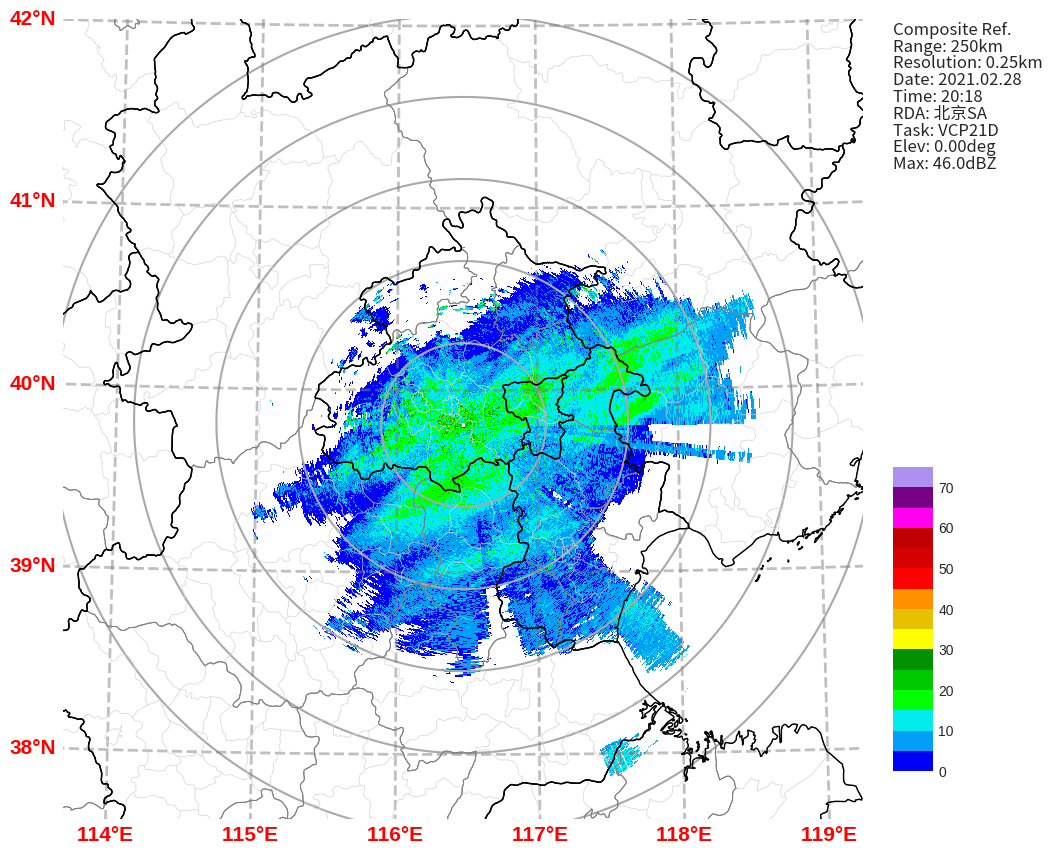 42°N
41°N
40°N
39°N
38°N
114°E
115°E
116°E
117°E
118°E
119°E
Composite Ref.
Range: 250km
Resolution: 0.25km
Date: 2021.02.28
Time: 20:18
RDA: 北京SA
Task: VCP21D
Elev: 0.00deg
Max: 46.0dBZ
70
60
50
40
30
20
10
0